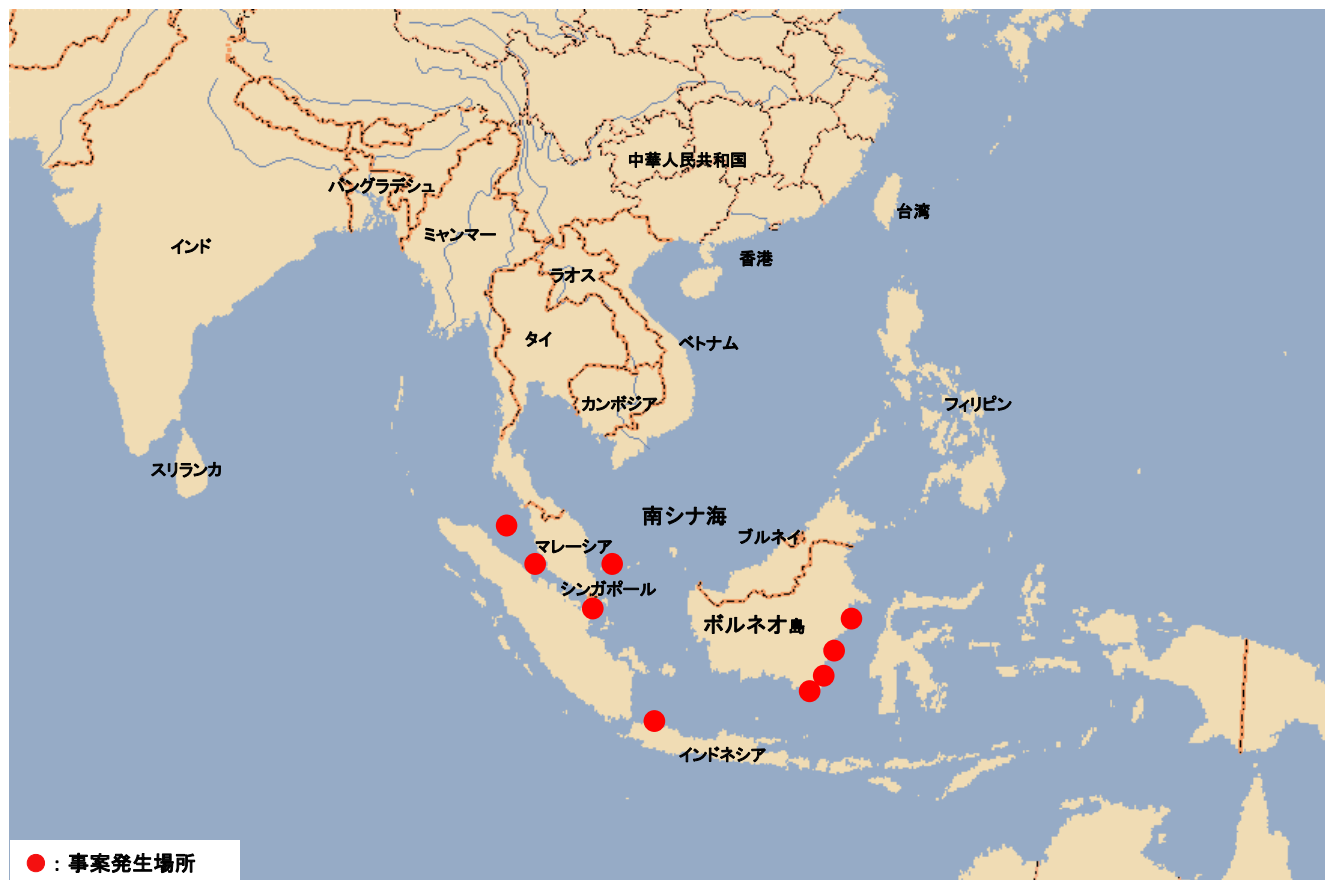 中華人民共和国
バングラデシュ
台湾
ミャンマー
インド
香港
ラオス
タイ
ベトナム
カンボジア
フィリピン
スリランカ
南シナ海
ブルネイ
マレーシア
シンガポール
ボルネオ島
インドネシア
：事案発生場所